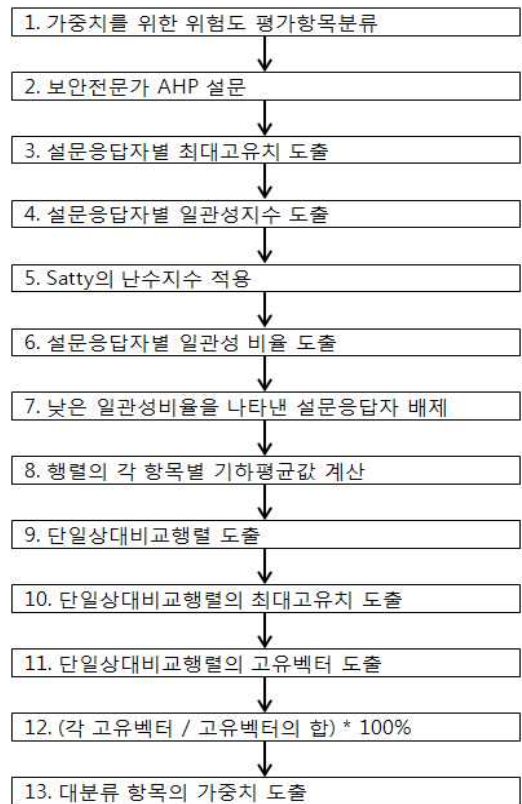 1. 가중치를 위한 위험도 평가항목분류
2. 보안전문가 AHP 설문
3. 설문응답자별 최대고유치 도출
4. 설문응답자별 일관성지수 도출
5. Satty의 난수지수 적용
6. 설문응답자별 일관성 비율 도출
7. 낮은 일관성비율을 나타낸 설문응답자 배제
8. 행렬의 각 항목별 기하평균값 계산
9. 단일상대비교행렬 도출
10. 단일상대비교행렬의 최대고유치 도출
11. 단일상대비교행렬의 고유벡터 도출
12. (각 고유벡터 / 고유벡터의 합) * 100%
13. 대분류 항목의 가중치 도출